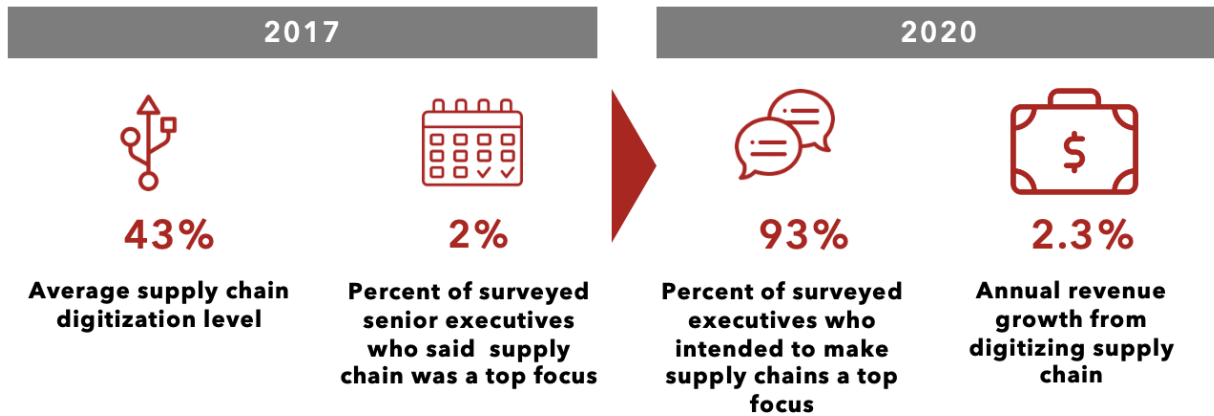 2017
2020
43%
2%
93%
$
2.3%
Average supply chain
digitization level
Percent of surveyed
senior executives
who said supply
chain was a top focus
Percent of surveyed
executives who
intended to make
supply chains a top
focus
Annual revenue
growth from
digitizing supply
chain